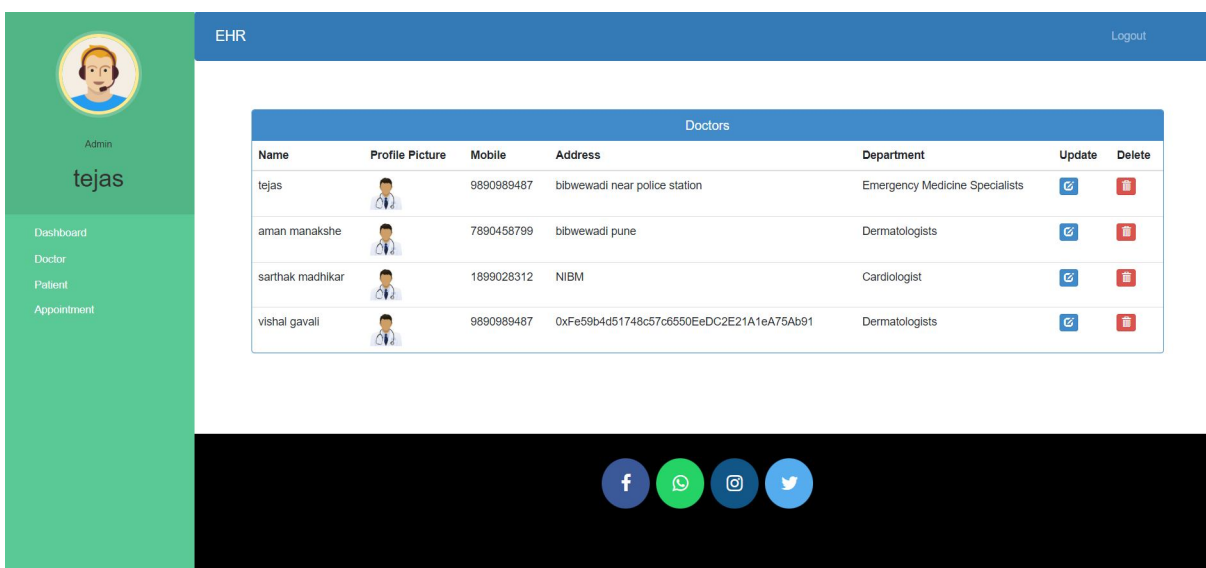 EHR
Logout
Admin
tejas
Dashboard
Doctor
Patient
Appointment
Doctors
Name Profile Picture Mobile Address Department Update Delete
tejas 9890989487 bibwewadi near police station Emergency Medicine Specialists
aman manakshe 7890458799 bibwewadi pune Dermatologists
sarthak madhikar 1899028312 NIBM Cardiologist
vishal gavali 9890989487 0xFe59b4d51748c57c6550EeDC2E21A1eA75Ab91 Dermatologists